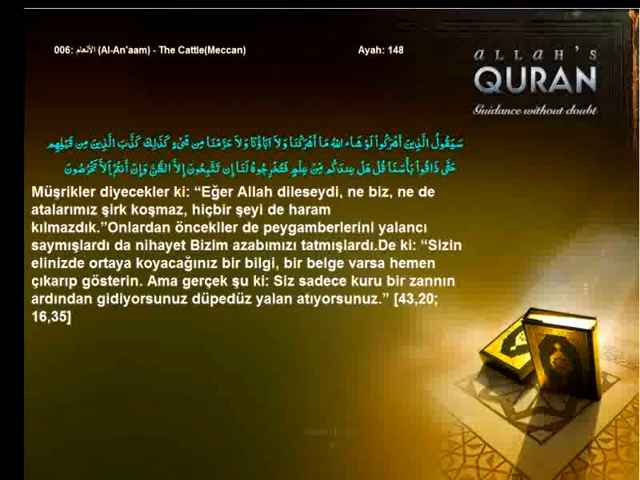 006: الأنعام (Al-An'aam) - The Cattle(Meccan) Ayah: 148
ALLAH'S
QURAN
Guidance without doubt
سَيَقُولُ الَّذِينَ أَشْرَكُواْ لَوْ شَاء اللّهُ مَا أَشْرَكْنَا وَلاَ آبَاؤُنَا وَلاَ حَرَّمْنَا مِن شَيْءٍ كَذَلِكَ كَذَّبَ الَّذِينَ مِن قَبْلِهِم
حَتَّى ذَاقُواْ بَأْسَنَا قُلْ هَلْ عِندَكُم مِّنْ عِلْمٍ فَتُخْرِجُوهُ لَنَا إِن تَتَّبِعُونَ إِلاَّ الظَّنَّ وَإِنْ أَنتُمْ إَلاَّ تَخْرُصُونَ
Müşrikler diyecekler ki: “Eğer Allah dileseydi, ne biz, ne de
atalarımız şirk koşmaz, hiçbir şeyi de haram
kılmazdık.”Onlardan öncekiler de peygamberlerini yalancı
saymışlardı da nihayet Bizim azabımızı tatmışlardı.De ki: “Sizin
elinizde ortaya koyacağınız bir bilgi, bir belge varsa hemen
çıkarıp gösterin. Ama gerçek şu ki: Siz sadece kuru bir zannın
ardından gidiyorsunuz düpedüz yalan atıyorsunuz.” [43,20;
16,35]